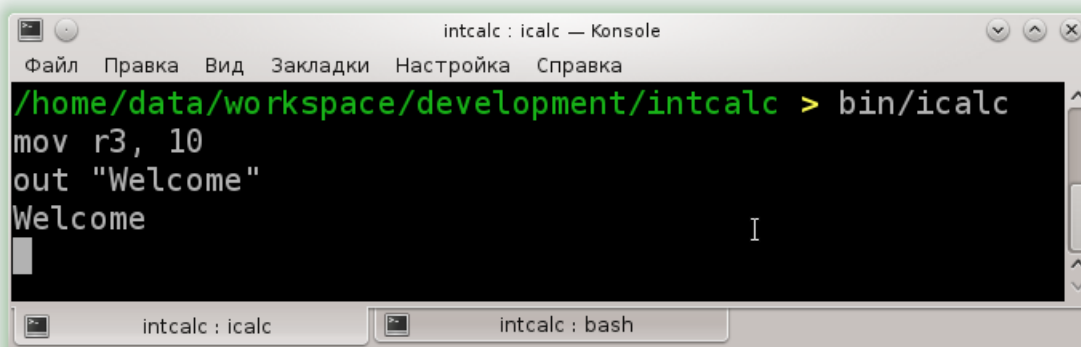 intcalc : icalc — Konsole
Файл Правка Вид Закладки Настройка Справка
/home/data/workspace/development/intcalc > bin/icalc
mov r3, 10
out "Welcome"
Welcome
intcalc : icalc
intcalc : bash